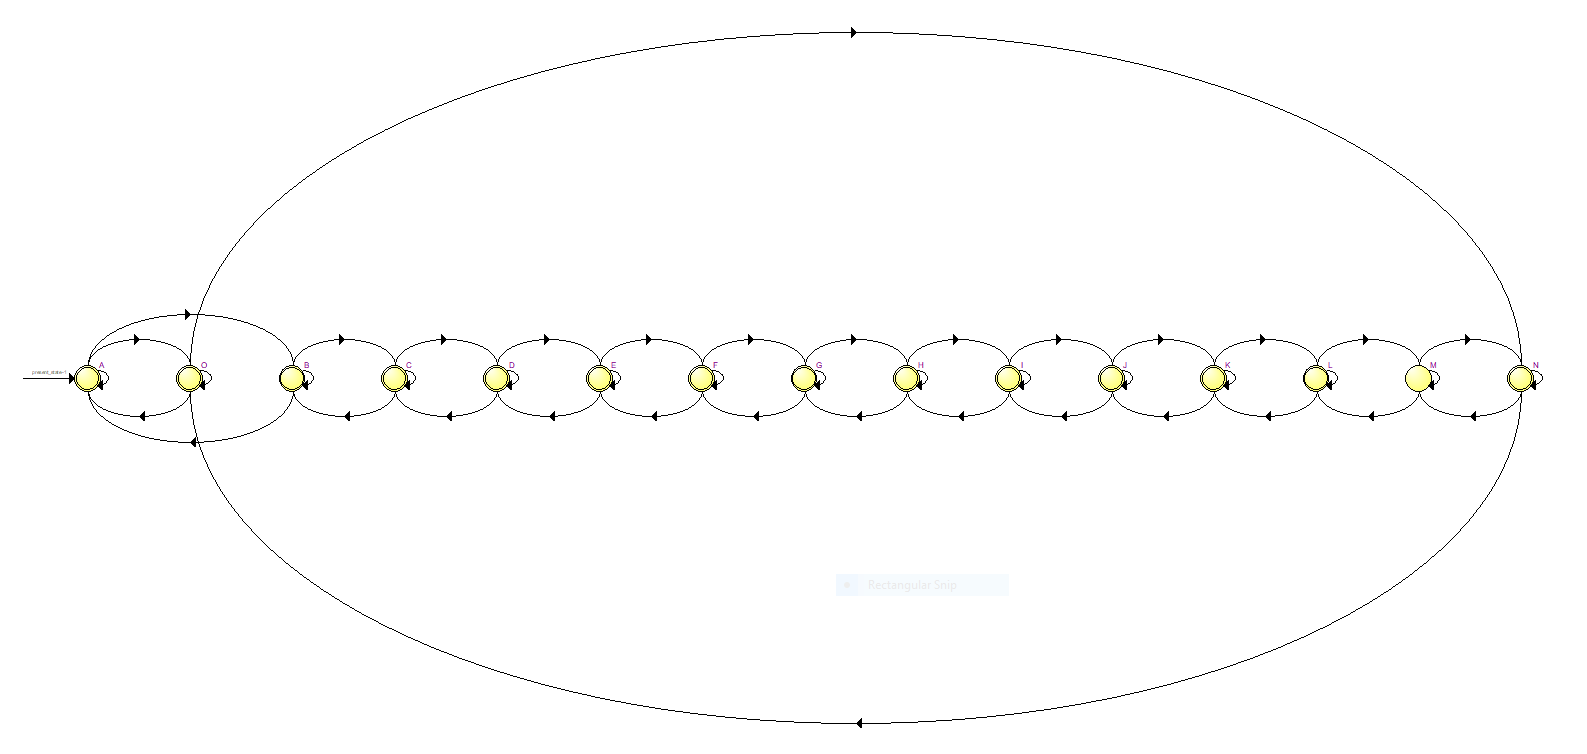 present_state~1
A
O
B
C
D
E
F
G
H
I
J
K
L
M
N
Rectangular Snip